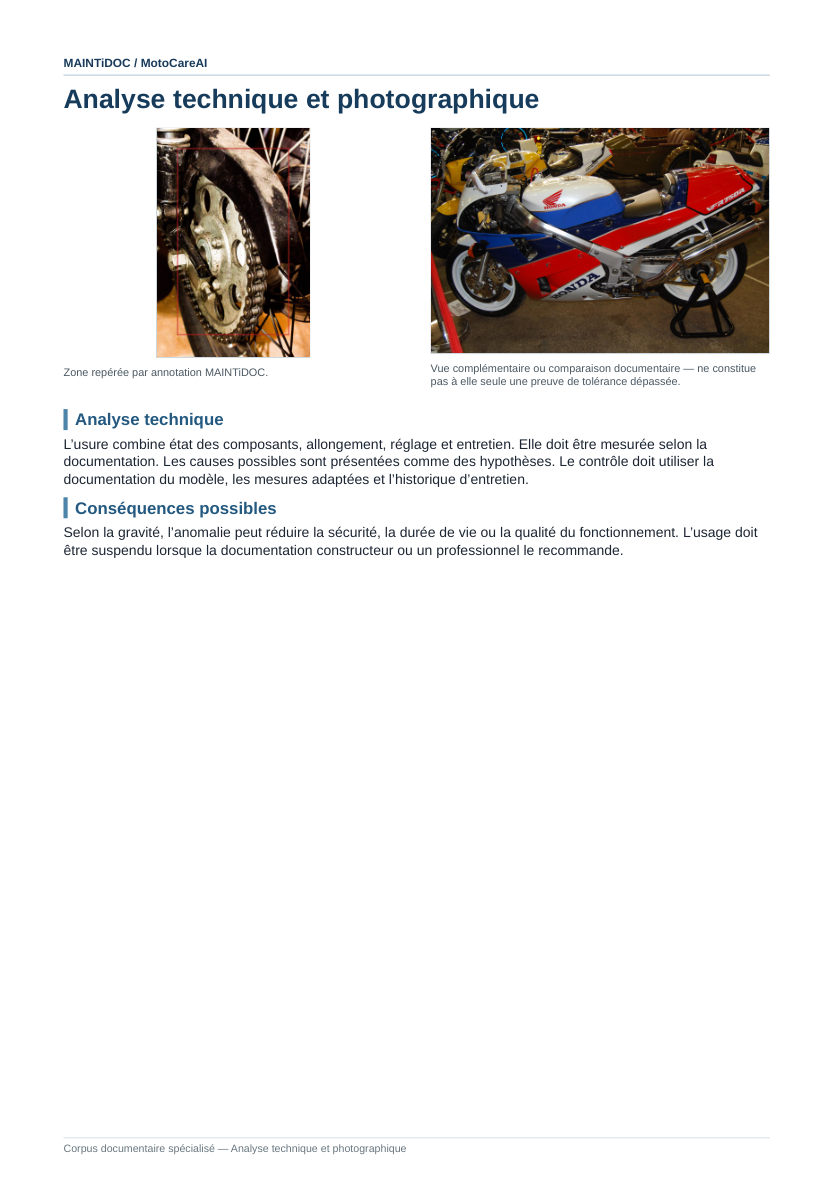 MAINTiDOC / MotoCareAI
Analyse technique et photographique
HONDA
VFR750R
HONDA
Zone repérée par annotation MAINTiDOC.
Vue complémentaire ou comparaison documentaire — ne constitue
pas à elle seule une preuve de tolérance dépassée.
Analyse technique
L’usure combine état des composants, allongement, réglage et entretien. Elle doit être mesurée selon la
documentation. Les causes possibles sont présentées comme des hypothèses. Le contrôle doit utiliser la
documentation du modèle, les mesures adaptées et l’historique d’entretien.
Conséquences possibles
Selon la gravité, l’anomalie peut réduire la sécurité, la durée de vie ou la qualité du fonctionnement. L’usage doit
être suspendu lorsque la documentation constructeur ou un professionnel le recommande.
Corpus documentaire spécialisé — Analyse technique et photographique